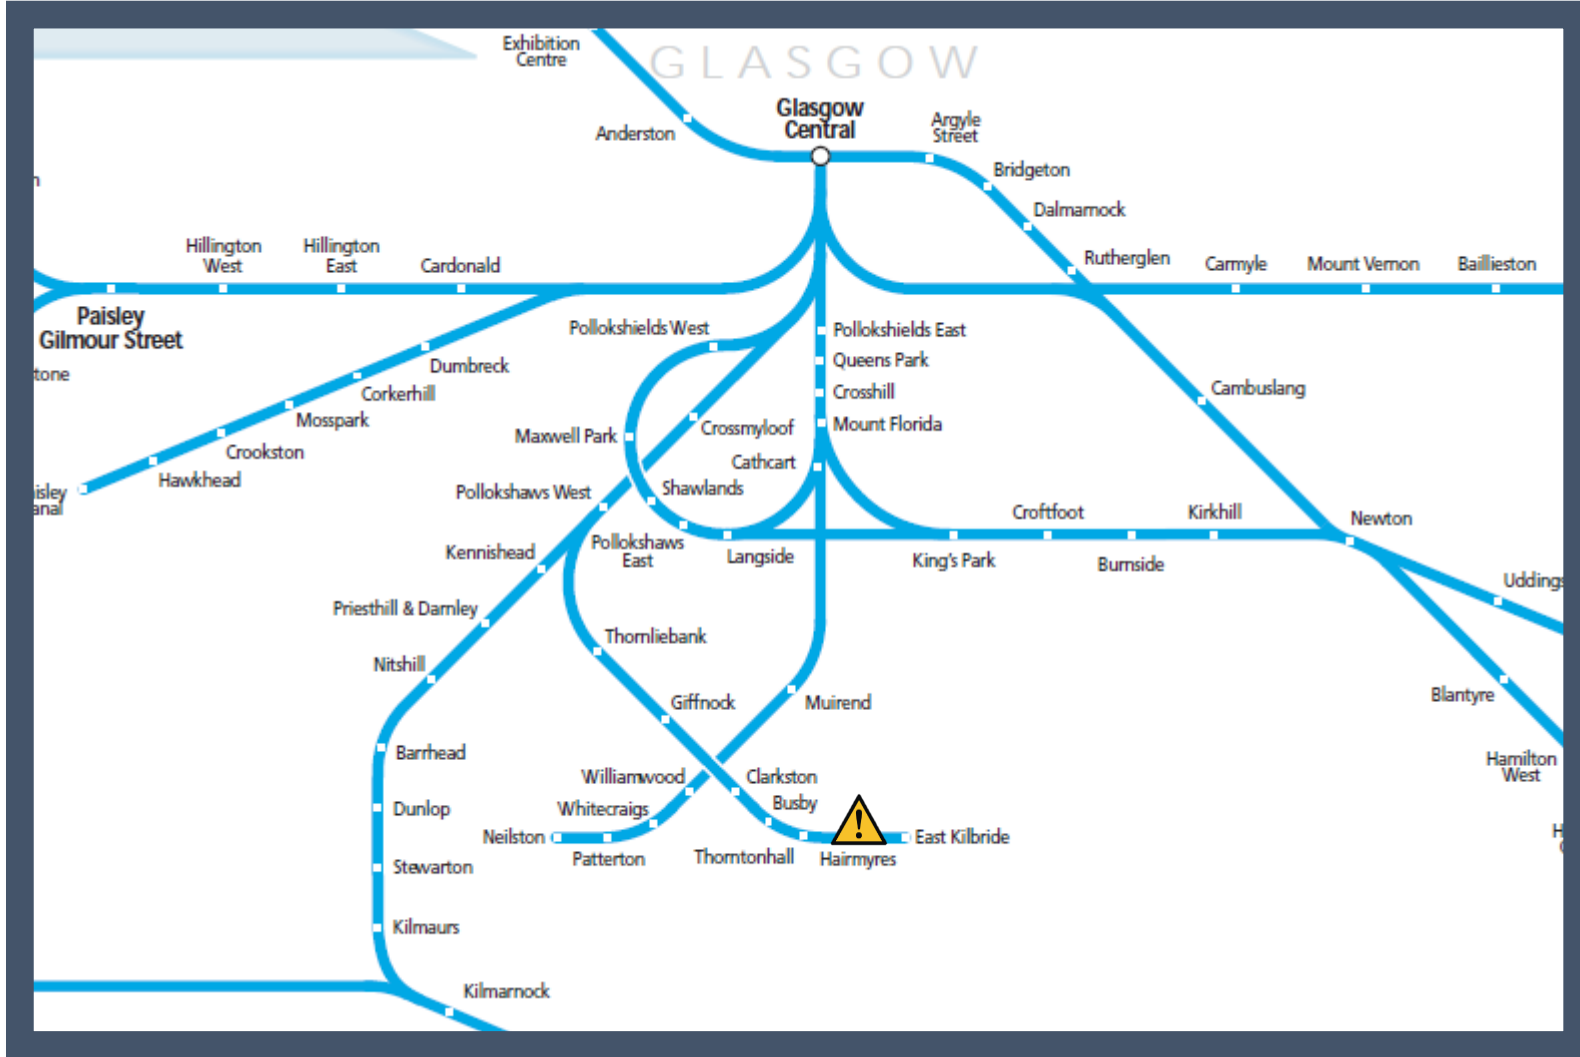 Exhibition
Centre
GLASGOW
Glasgow
Central
Argyle
Street
Anderston
Bridgeton
Dalmarnock
Rutherglen
Carmyle
Mount Vernon
Baillieston
Hillington
West
Hillington
East
Cardonald
Paisley
Gilmour Street
Pollokshields West
Pollokshields East
Queens Park
Crosshill
Mount Florida
Dumbreck
Corkerhill
Mosspark
Crookston
Hawkhead
tone
isley
anal
Cambuslang
Maxwell Park
Crossmyloof
Cathcart
Shawlands
Pollokshaws West
Pollokshaws
East
Langside
King's Park
Croftfoot
Burnside
Kirkhill
Newton
Uddings
Blantyre
Hamilton
West
Kennishead
Priesthill & Darnley
Nitshill
Thornliebank
Giffnock
Muirend
Barrhead
Williamwood
Clarkston
Whitecraigs
Busby
Dunlop
Neilston
Patterton
Thorntonhall
Hairmyres
East Kilbride
Stewarton
Kilmaurs
Kilmarnock